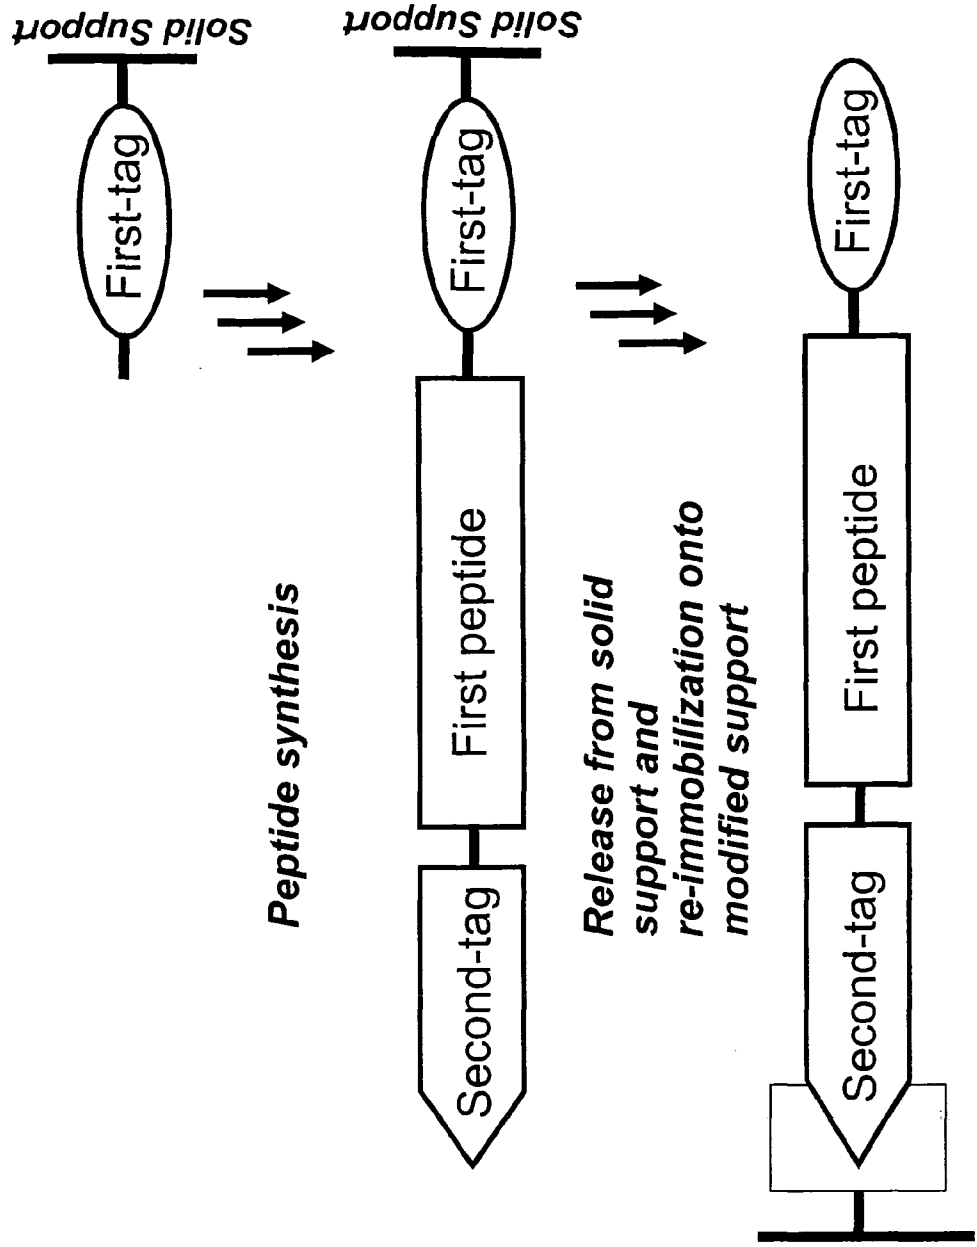 Solid Support
First-tag
Peptide synthesis
Second-tag
First peptide
First-tag
Solid Support
Release from solid
support and
re-immobilization onto
modified support
Second-tag
First peptide
First-tag